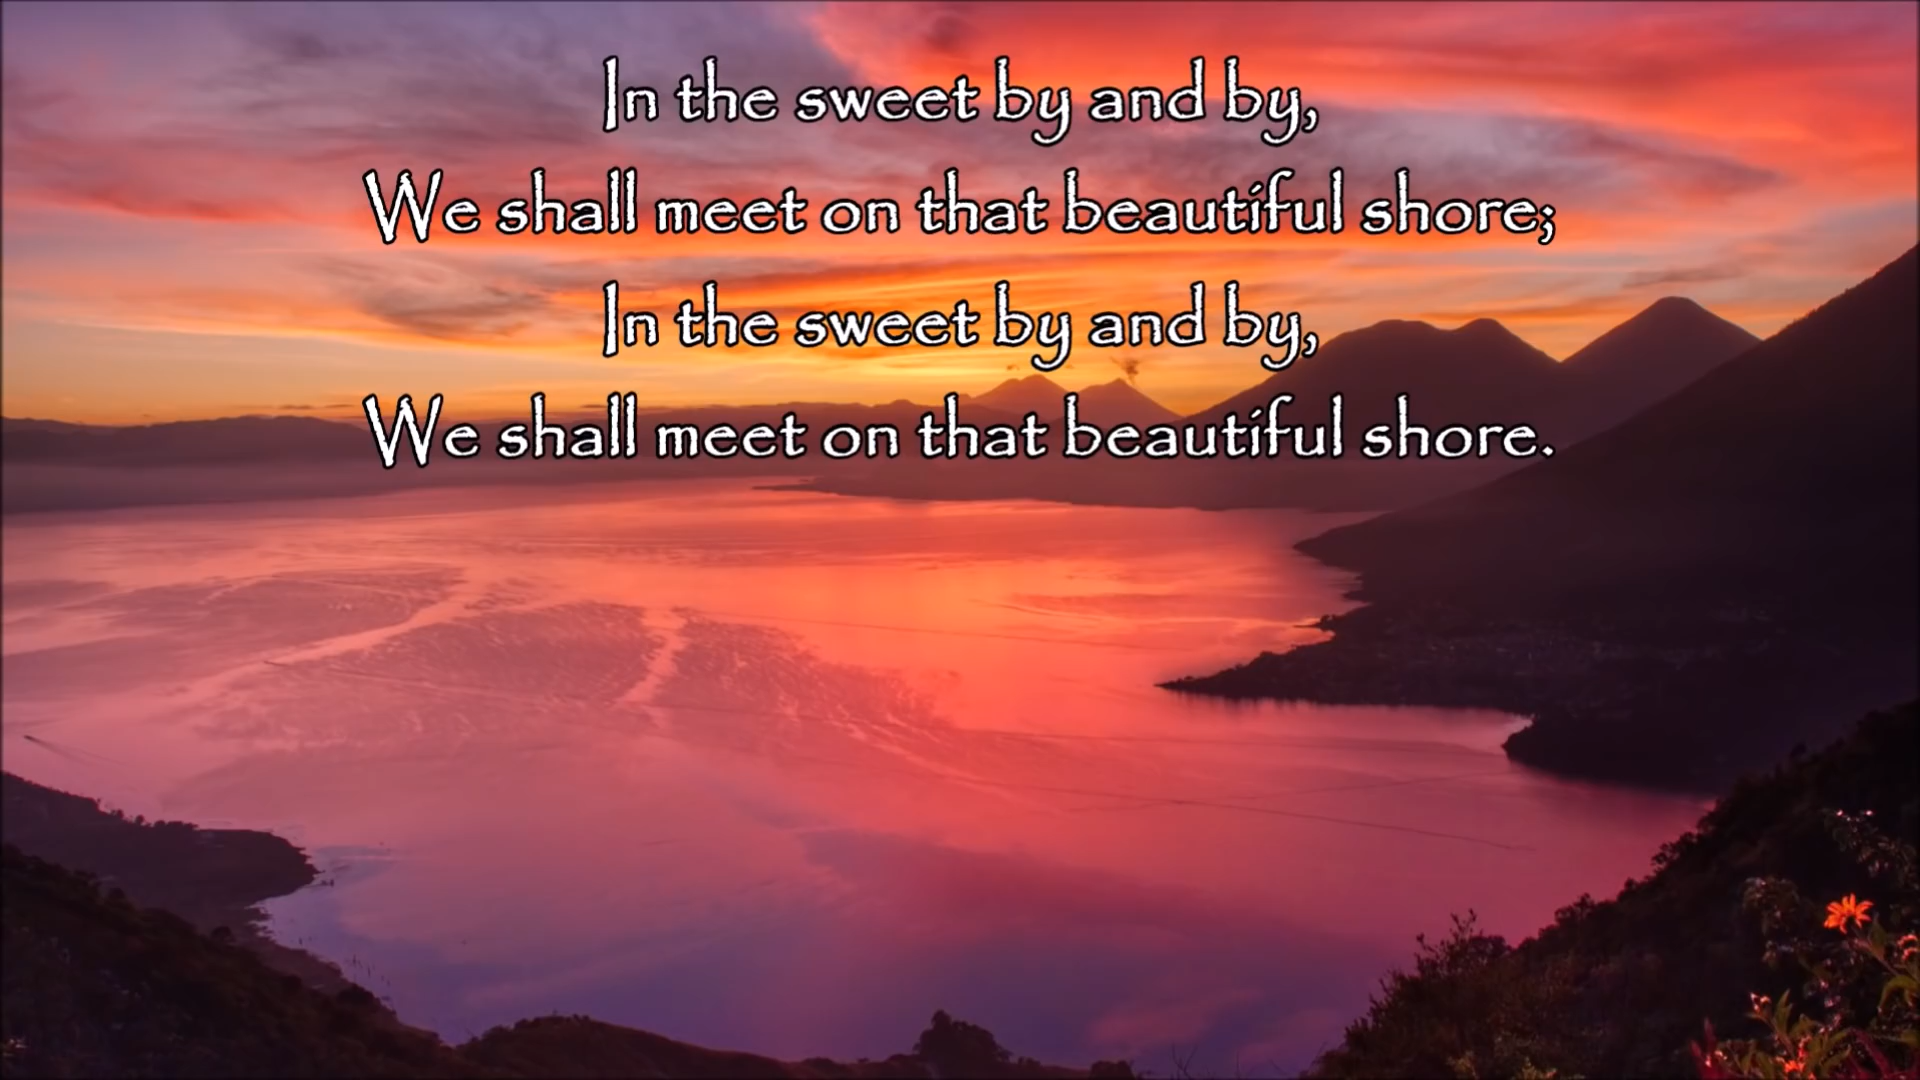 In the sweet by and by,
We shall meet on that beautiful shore;
In the sweet by and by,
We shall meet on that beautiful shore.